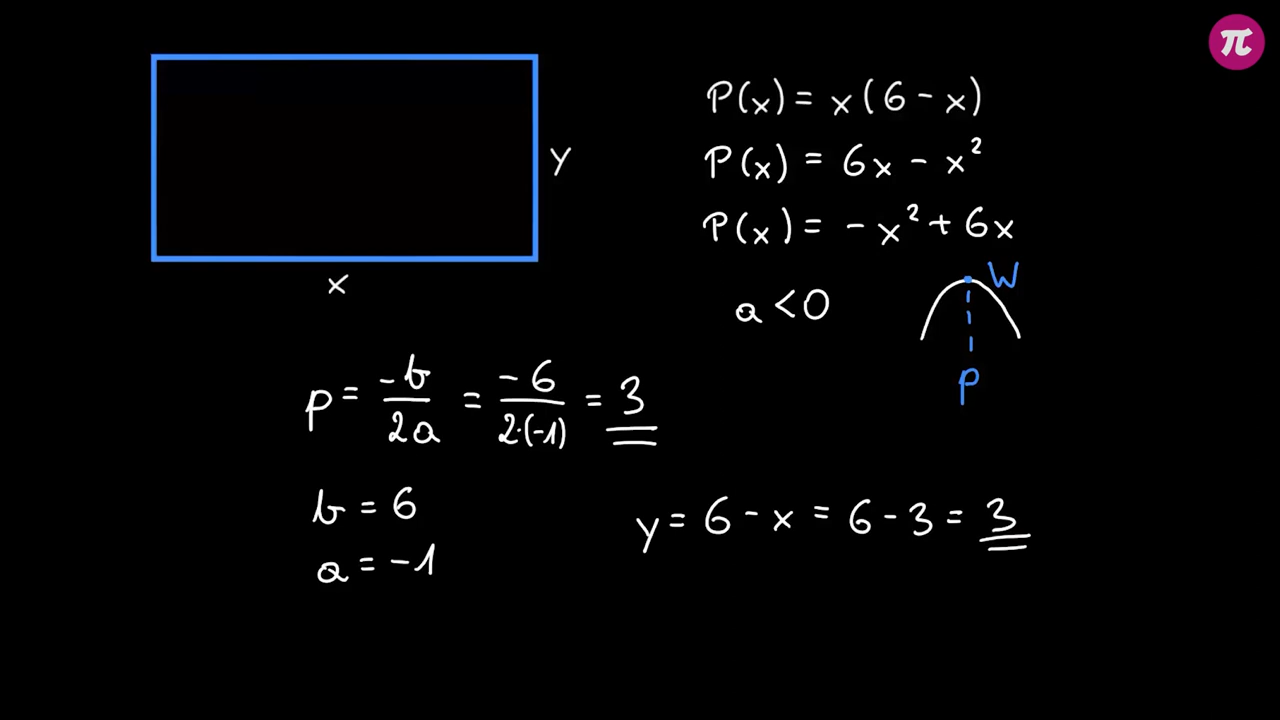 π
y
x
P(x) = x(6 - x)
P(x) = 6x - x²
P(x) = -x² + 6x
a < 0
W
p
p = -b/2a = -6/2·(-1) = 3
b = 6
a = -1
y = 6 - x = 6 - 3 = 3